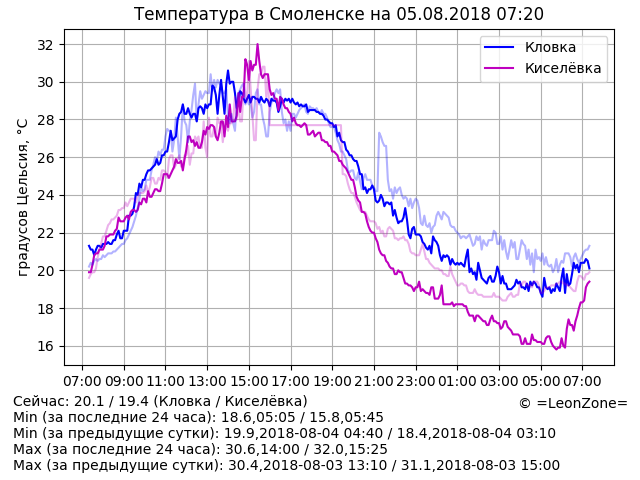 Температура в Смоленске на 05.08.2018 07:20
градусов Цельсия, °C
32
30
28
26
24
22
20
18
16
Кловка
Киселёвка
07:00 09:00 11:00 13:00 15:00 17:00 19:00 21:00 23:00 01:00 03:00 05:00 07:00
Сейчас: 20.1 / 19.4 (Кловка / Киселёвка)
© =LeonZone=
Min (за последние 24 часа): 18.6,05:05 / 15.8,05:45
Min (за предыдущие сутки): 19.9,2018-08-04 04:40 / 18.4,2018-08-04 03:10
Max (за последние 24 часа): 30.6,14:00 / 32.0,15:25
Max (за предыдущие сутки): 30.4,2018-08-03 13:10 / 31.1,2018-08-03 15:00